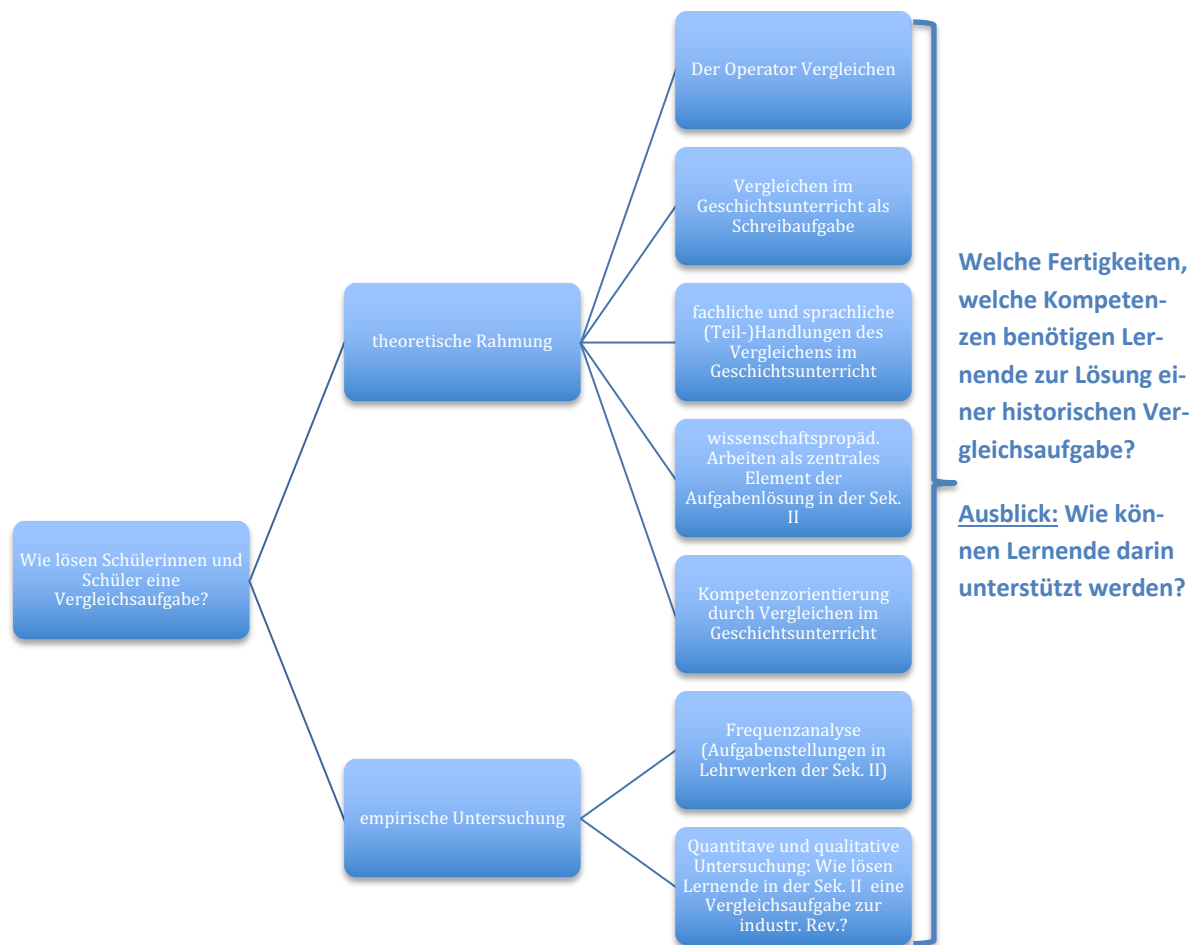 Wie lösen Schülerinnen und
Schüler eine
Vergleichsaufgabe?
theoretische Rahmung
Der Operator Vergleichen
Vergleichen im
Geschichtsunterricht als
Schreibaufgabe
fachliche und sprachliche
(Teil-)Handlungen des
Vergleichens im
Geschichtsunterricht
wissenschaftspropäd.
Arbeiten als zentrales
Element der
Aufgabenlösung in der Sek.
II
Kompetenzorientierung
durch Vergleichen im
Geschichtsunterricht
empirische Untersuchung
Frequenzanalyse
(Aufgabenstellungen in
Lehrwerken der Sek. II)
Quantitave und qualitative
Untersuchung: Wie lösen
Lernende in der Sek. II eine
Vergleichsaufgabe zur
industr. Rev.?
Welche Fertigkeiten,
welche Kompeten-
zen benötigen Ler-
nende zur Lösung ei-
ner historischen Ver-
gleichsaufgabe?
Ausblick: Wie kön-
nen Lernende darin
unterstützt werden?